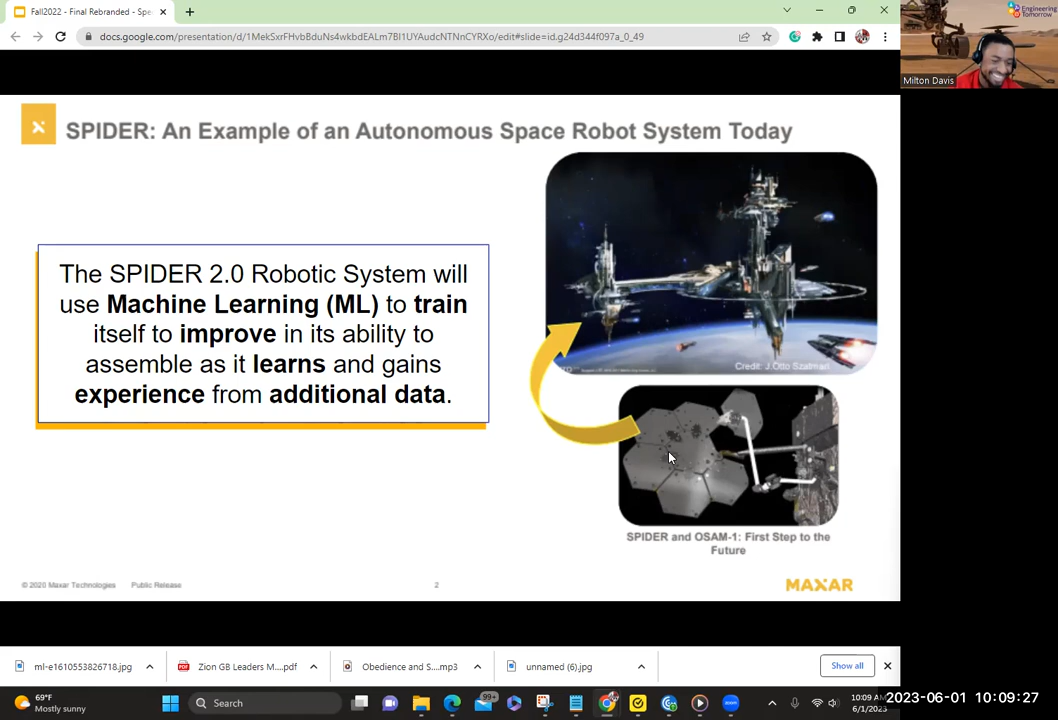 Fall2022 - Final Rebranded - Spe
docs.google.com/presentation/d/1MekSxrFHvbBduNs4wkbdEALm7Bl1UYAudcNTNnCYRXo/edit#slide=id.g24d344f097a_0_49
Engineering
Tomorrow
Milton Davis
SPIDER: An Example of an Autonomous Space Robot System Today
The SPIDER 2.0 Robotic System will
use Machine Learning (ML) to train
itself to improve in its ability to
assemble as it learns and gains
experience from additional data.
Credit: J.Otto Szatmari
SPIDER and OSAM-1: First Step to the
Future
© 2020 Maxar Technologies Public Release
2
MAXAR
ml-e1610553826718.jpg
Zion GB Leaders M....pdf
Obedience and S....mp3
unnamed (6).jpg
Show all
69°F
Mostly sunny
Search
99+
10:09 A
6/1/2023
2023-06-01 10:09:27